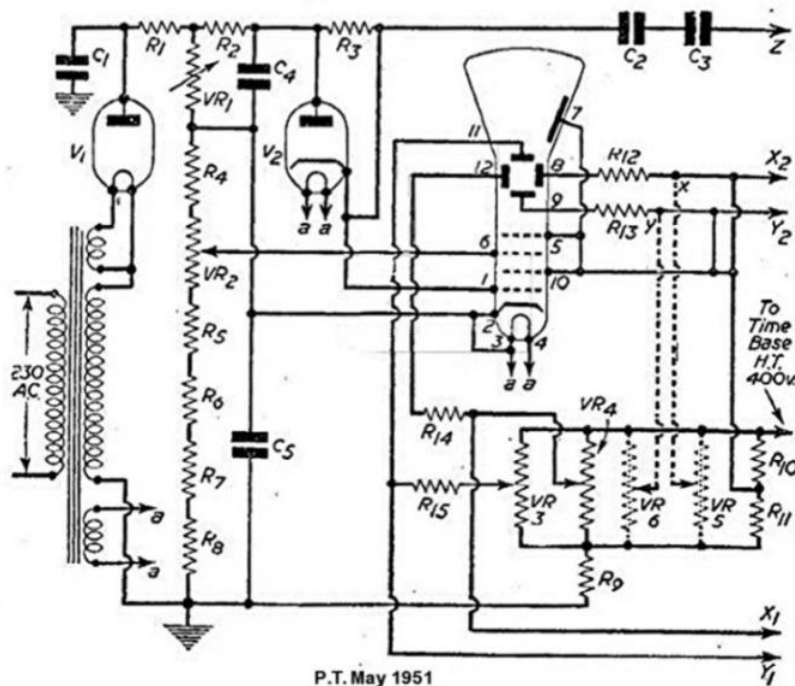 C1
R1
R2
R3
C2
C3
Z
VR1
C4
V1
V2
11
7
12
8
R12
x
X2
9
R13
y
Y2
R4
a
a
6
5
VR2
1
10
2
3
4
a
a
R5
To
Time
Base
H.T.
400v.
230
A.C.
R6
R14
VR4
C5
R7
R15
VR
3
VR
6
VR
5
R10
R11
a
a
R8
R9
X1
Y1
P.T. May 1951